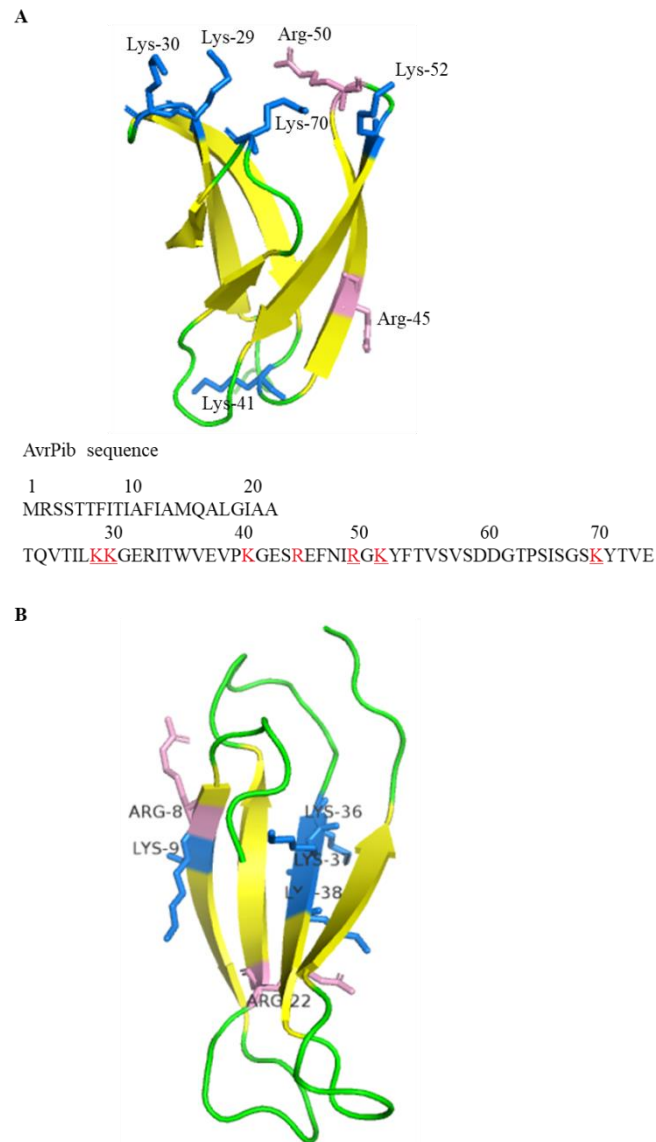 A
Arg-50
Lys-30 Lys-29
Lys-52
Lys-70
Arg-45
Lys-41
AvrPib sequence
1 10 20
MRSSTTFITIAFIAMQALGIAA
30 40 50 60 70
TQVTILKKGERITWVEVPKGESREFNIRGKYFTVSVSDDGTPSISGSKYTVE
B
ARG-8
LYS-36
LYS-9
LYS-37
-38
ARG-22